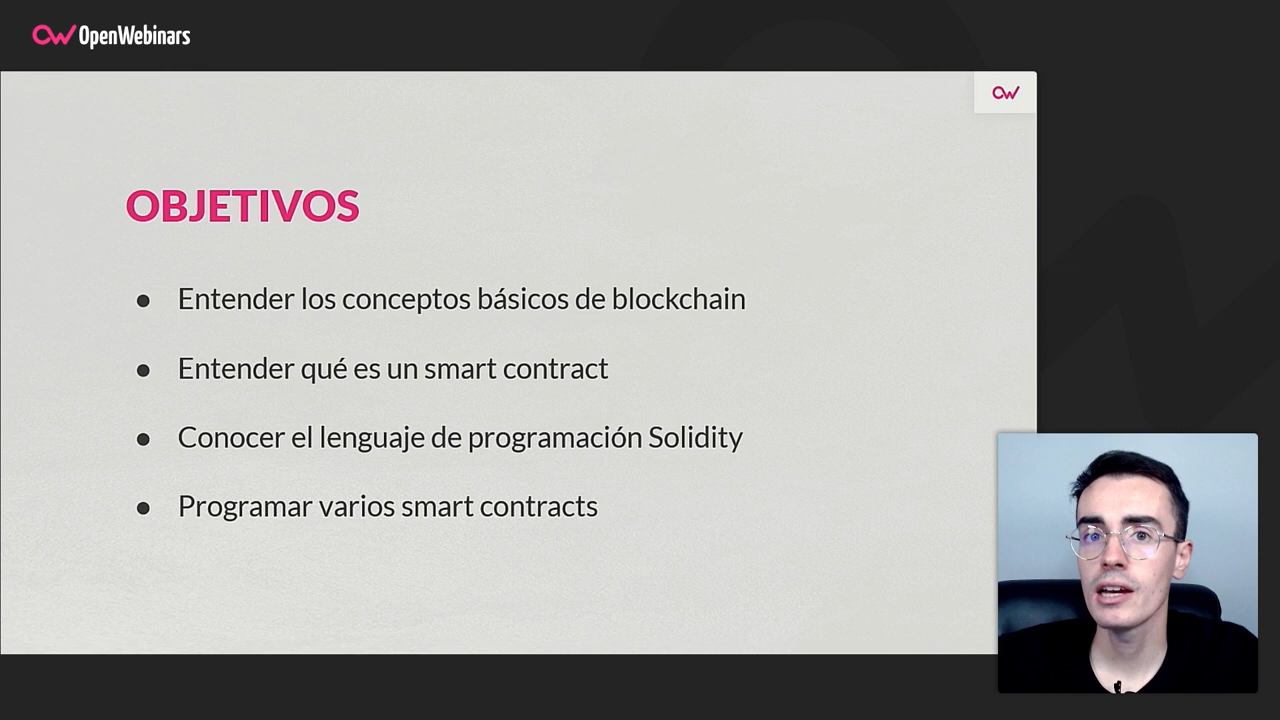 OpenWebinars
OBJETIVOS
● Entender los conceptos básicos de blockchain
● Entender qué es un smart contract
● Conocer el lenguaje de programación Solidity
● Programar varios smart contracts